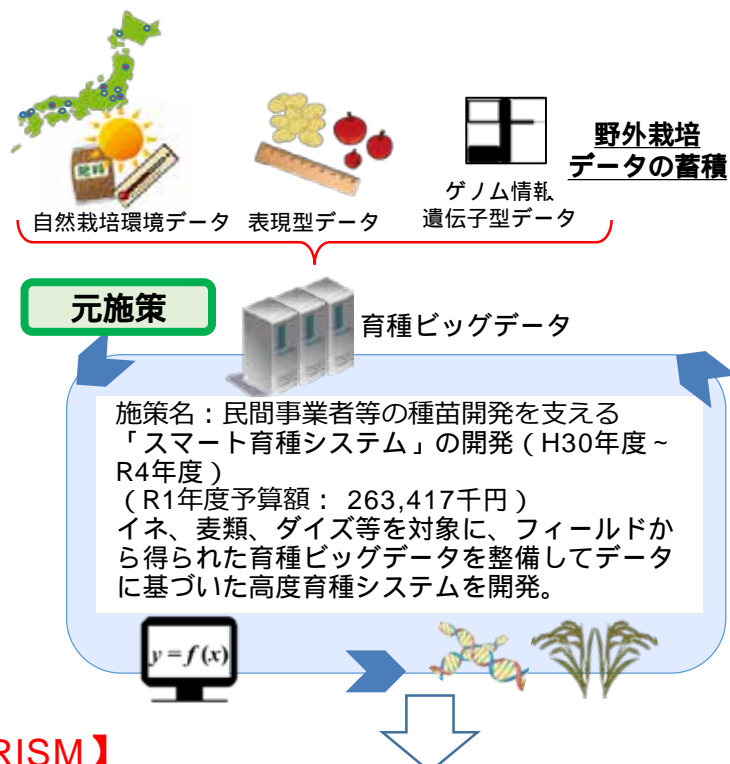 野外栽培
データの蓄積
肥料
ゲノム情報
自然栽培環境データ 表現型データ 遺伝子型データ
元施策
育種ビッグデータ
施策名：民間事業者等の種苗開発を支える
「スマート育種システム」の開発（H30年度～
R4年度）
（R1年度予算額： 263,417千円）
イネ、麦類、ダイズ等を対象に、フィールドか
ら得られた育種ビッグデータを整備してデータ
に基づいた高度育種システムを開発。
y = f (x)
RISM】